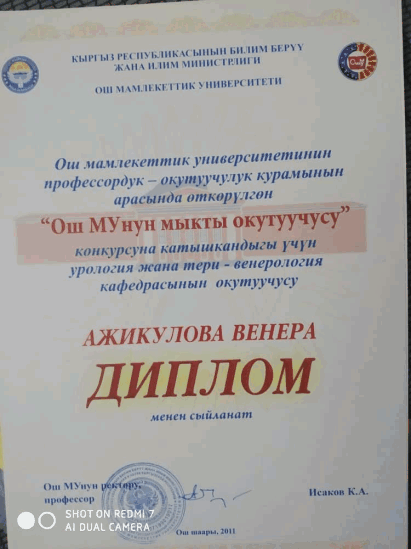 КЫРГЫЗ РЕСПУБЛИКАСЫНЫН БИЛИМ БЕРҮҮ
ЖАНА ИЛИМ МИНИСТРЛИГИ
ОШ МАМЛЕКЕТТИК УНИВЕРСИТЕТИ
Ош мамлекеттик университетинин
профессордук – окутуучулук курамынын
арасында өткөрүлгөн
“Ош МУнун мыкты окутуучусу”
конкурсуна катышкандыгы үчүн
урология жана тери - венерология
кафедрасынын окутуучусу
АЖИКУЛОВА ВЕНЕРА
ДИПЛОМ
менен сыйланат
Ош МУнун ректору,
профессор
Исаков К.А.
Ош шаары, 2011
SHOT ON REDMI 7
AI DUAL CAMERA